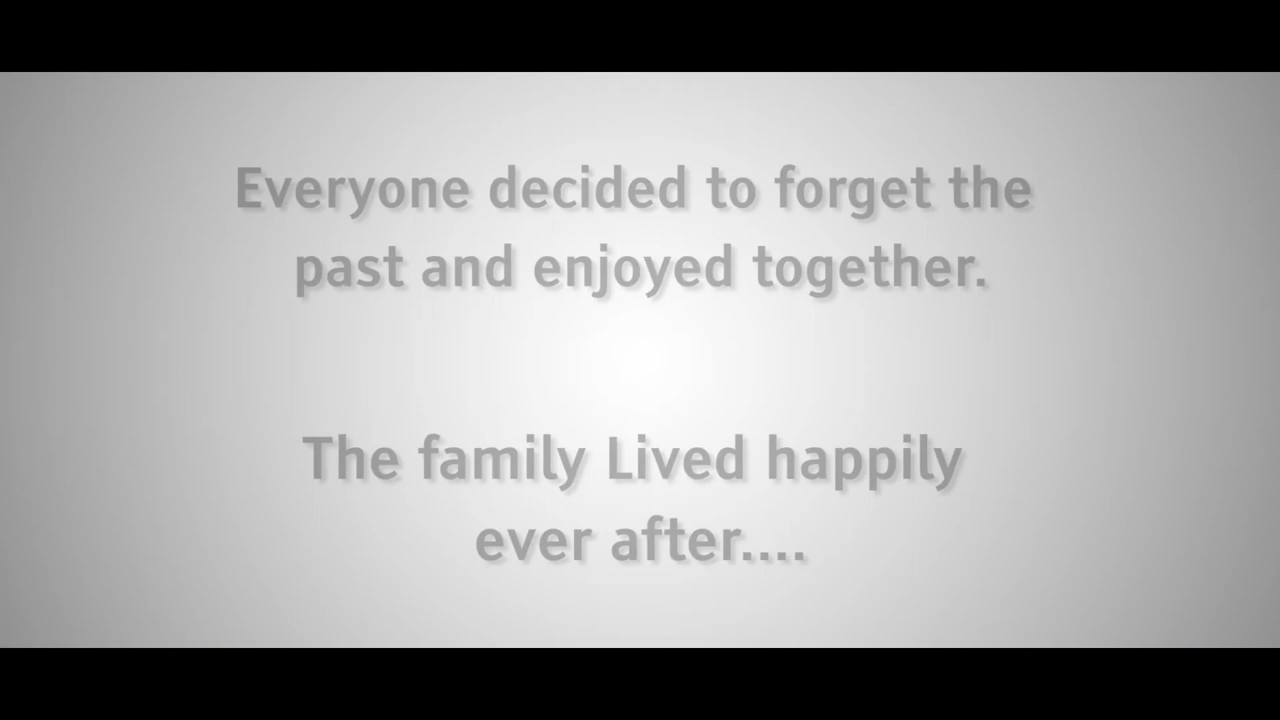 Everyone decided to forget the
past and enjoyed together.
The family Lived happily
ever after....